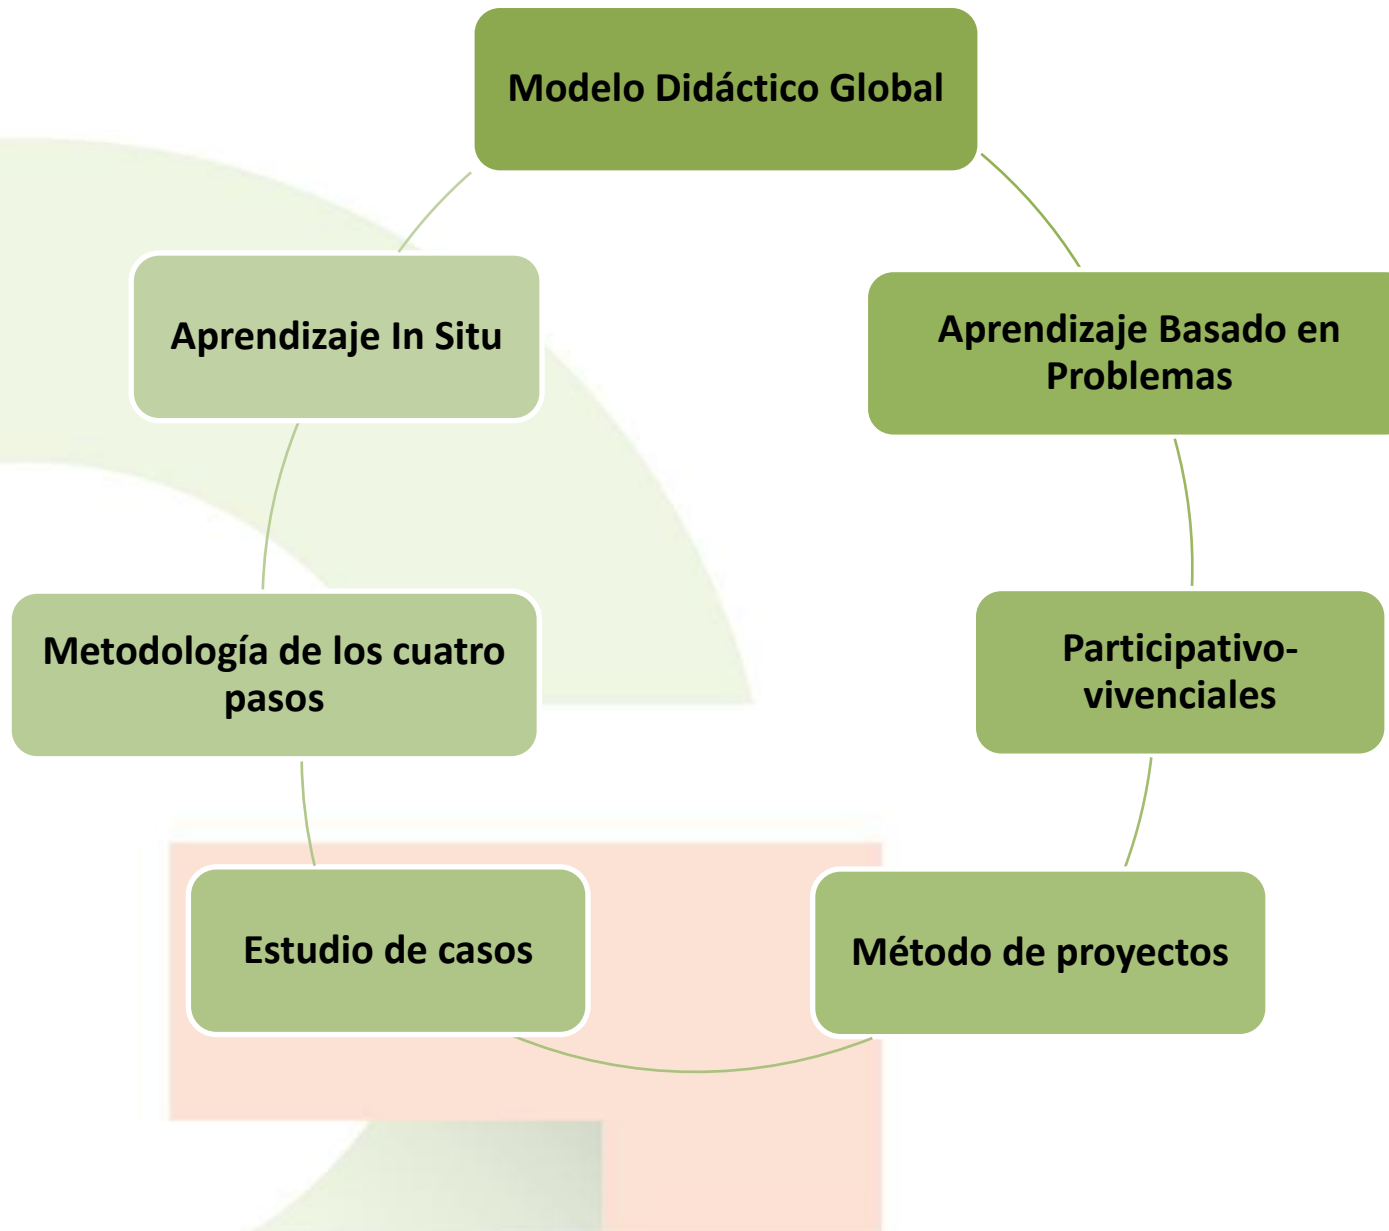 Modelo Didáctico Global
Aprendizaje In Situ
Aprendizaje Basado en
Problemas
Metodología de los cuatro
pasos
Participativo-
vivenciales
Estudio de casos
Método de proyectos